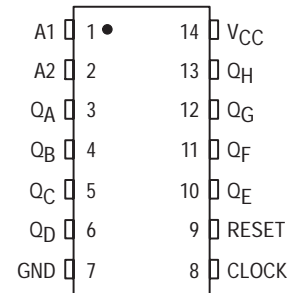 A1 1 14 VCC
A2 2 13 QH
QA 3 12 QG
QB 4 11 QF
QC 5 10 QE
QD 6 9 RESET
GND 7 8 CLOCK